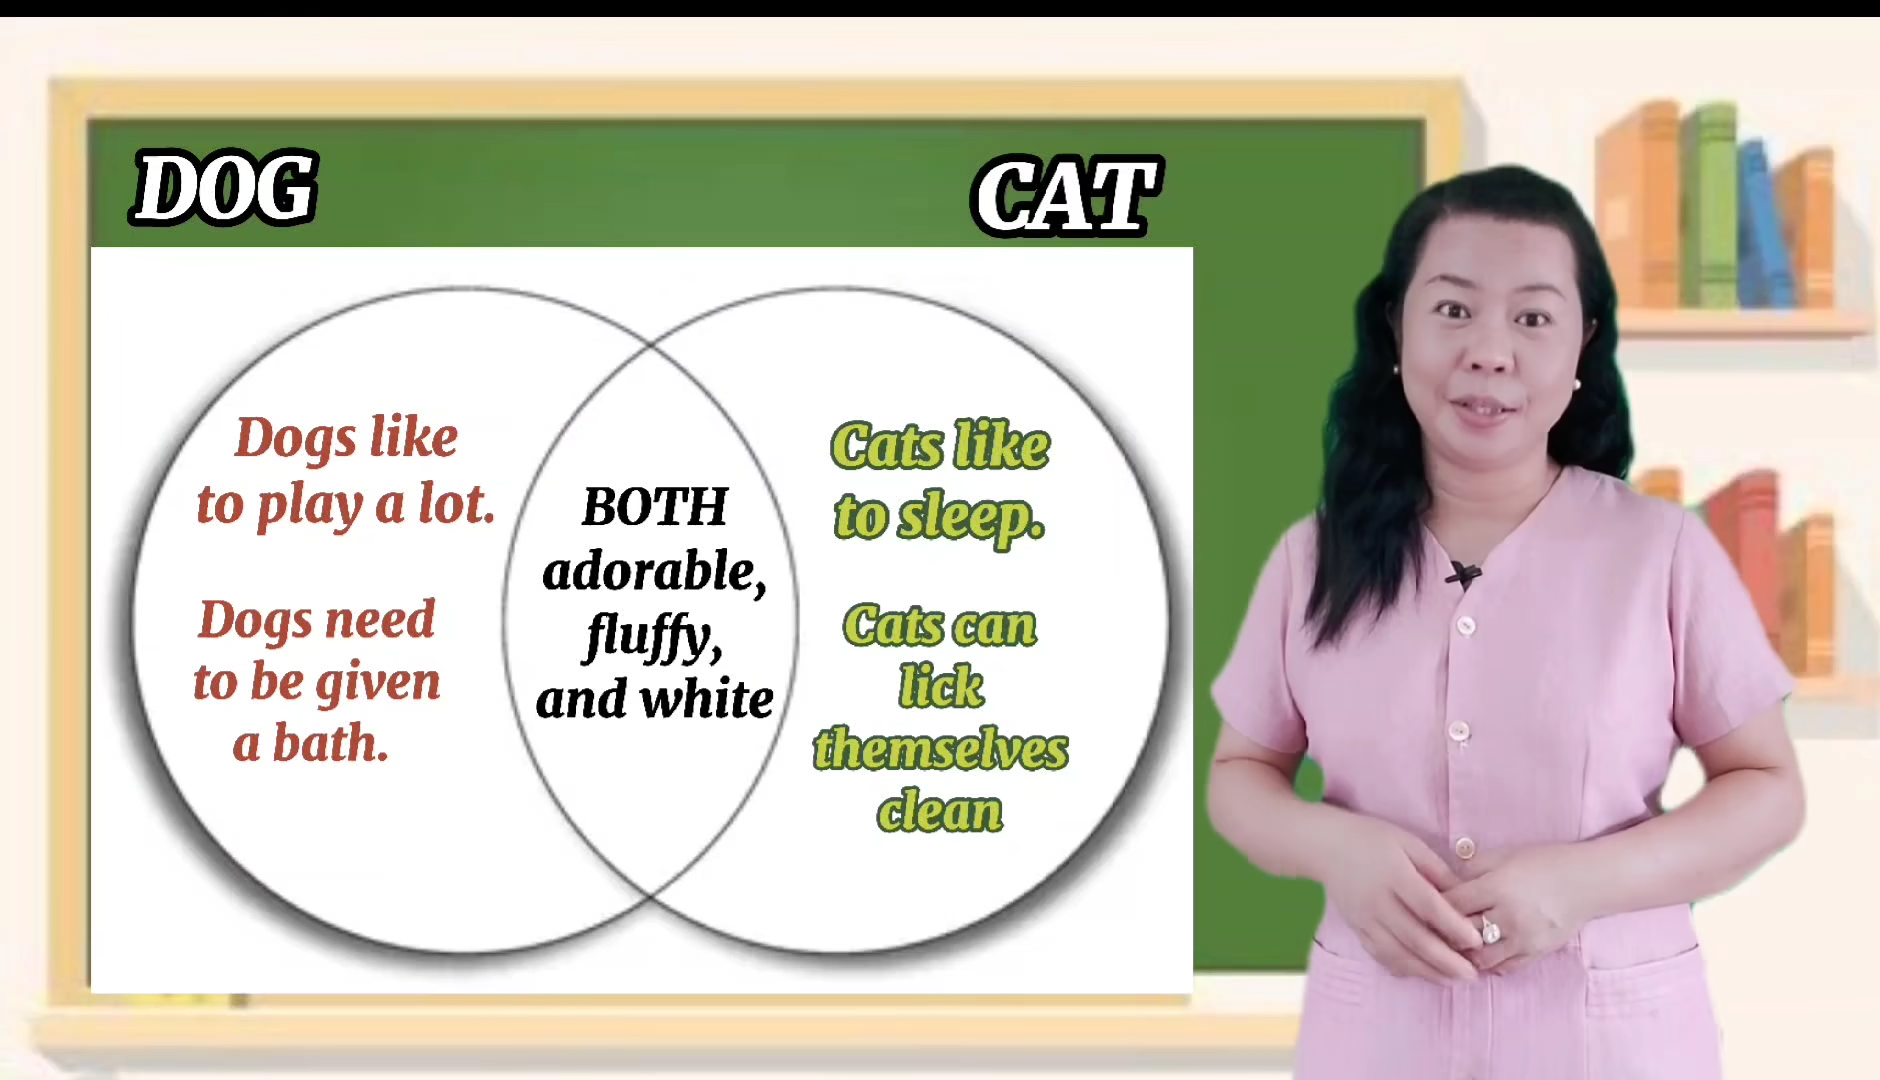 DOG
CAT
Dogs like
to play a lot.
Dogs need
to be given
a bath.
BOTH
adorable,
fluffy,
and white
Cats like
to sleep.
Cats can
lick
themselves
clean